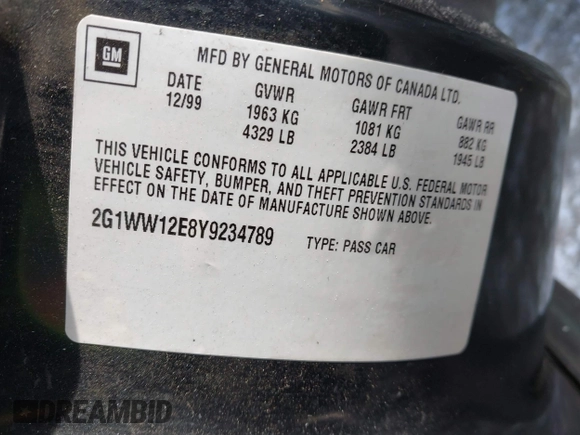 GM
MFD BY GENERAL MOTORS OF CANADA LTD.
DATE GVWR GAWR FRT GAWR RR
12/99 1963 KG 1081 KG 882 KG
4329 LB 2384 LB 1945 LB
THIS VEHICLE CONFORMS TO ALL APPLICABLE U.S. FEDERAL MOTOR
VEHICLE SAFETY, BUMPER, AND THEFT PREVENTION STANDARDS IN
EFFECT ON THE DATE OF MANUFACTURE SHOWN ABOVE.
2G1WW12E8Y9234789 TYPE: PASS CAR
DREAMBID